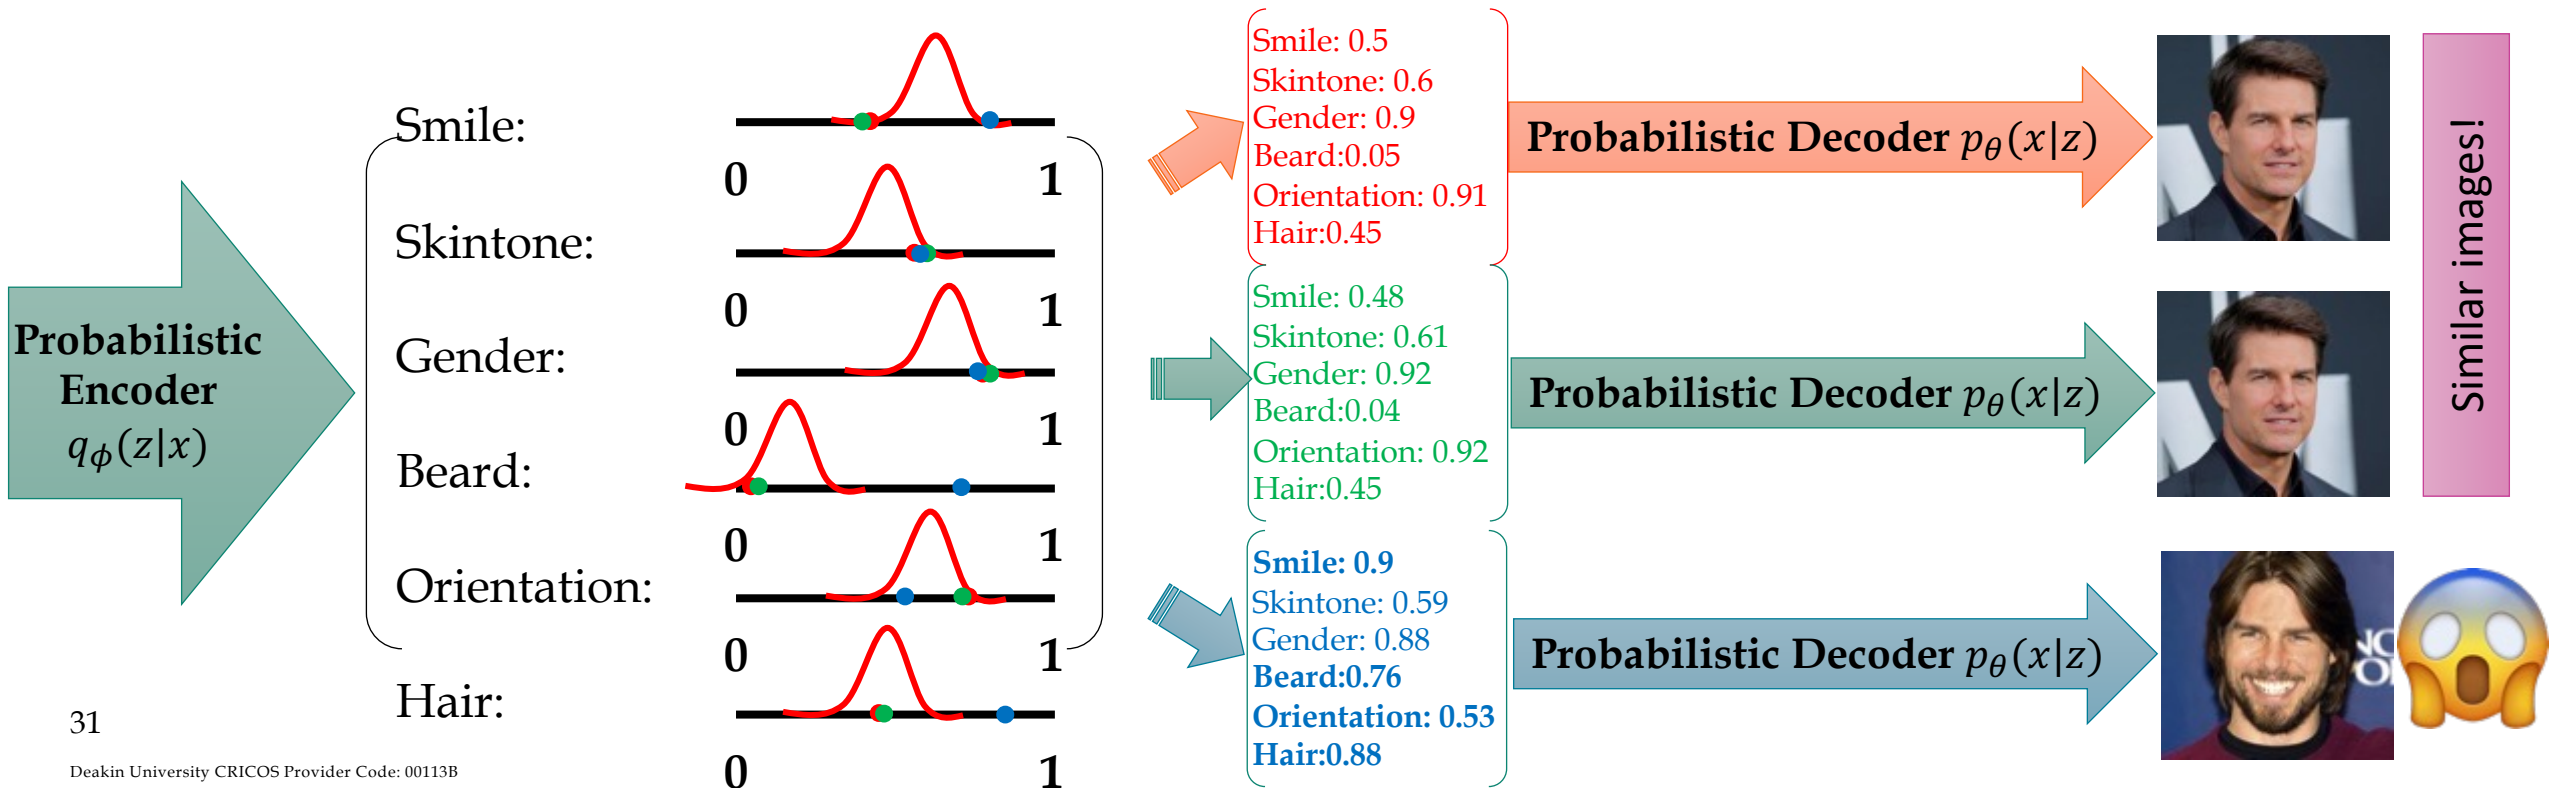 Probabilistic
Encoder
qϕ(z|x)
Smile:
0 1
Skintone:
0 1
Gender:
0 1
Beard:
0 1
Orientation:
0 1
Hair:
0 1
Smile: 0.5
Skintone: 0.6
Gender: 0.9
Beard:0.05
Orientation: 0.91
Hair:0.45
Probabilistic Decoder pθ(x|z)
Smile: 0.48
Skintone: 0.61
Gender: 0.92
Beard:0.04
Orientation: 0.92
Hair:0.45
Probabilistic Decoder pθ(x|z)
Similar images!
Smile: 0.9
Skintone: 0.59
Gender: 0.88
Beard:0.76
Orientation: 0.53
Hair:0.88
Probabilistic Decoder pθ(x|z)
31
Deakin University CRICOS Provider Code: 00113B